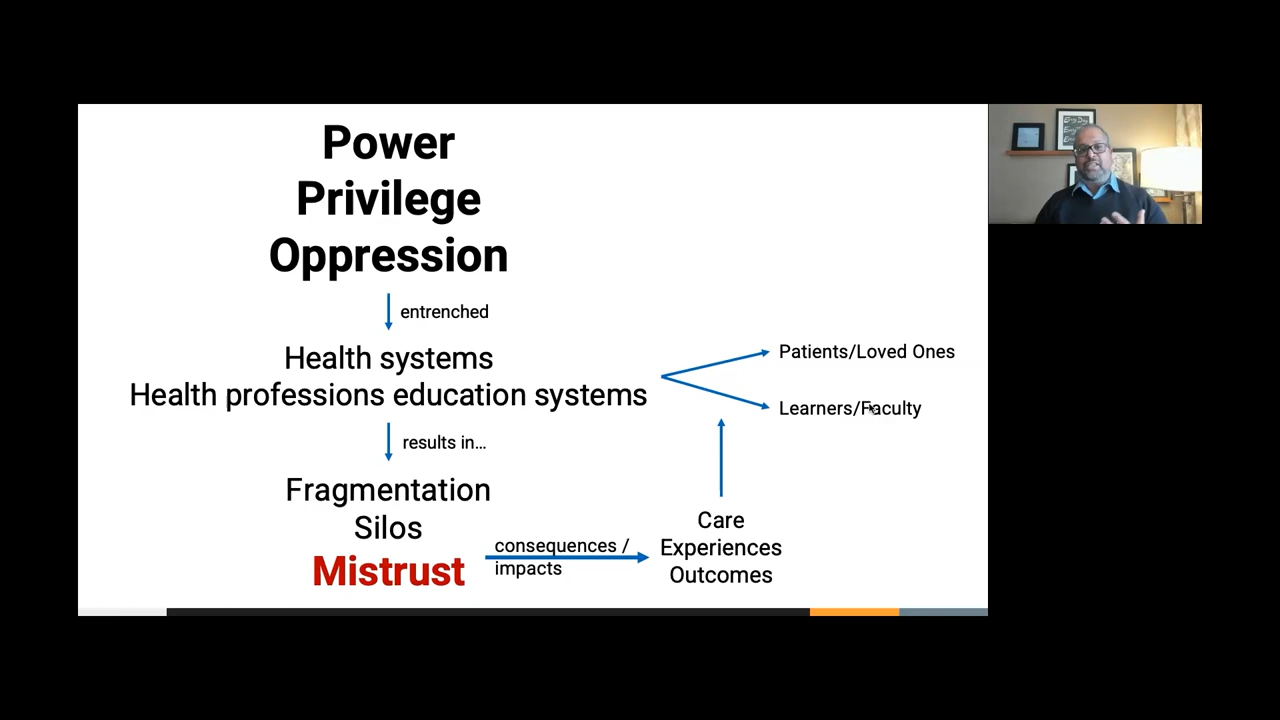 Power
Privilege
Oppression
entrenched
Health systems
Health professions education systems
Patients/Loved Ones
Learners/Faculty
results in...
Fragmentation
Silos
Mistrust
consequences /
impacts
Care
Experiences
Outcomes